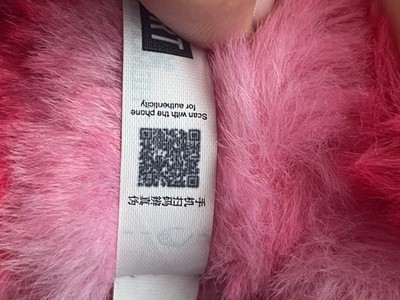 手机扫码 辨真伪
Scan with the phone
for authenticity